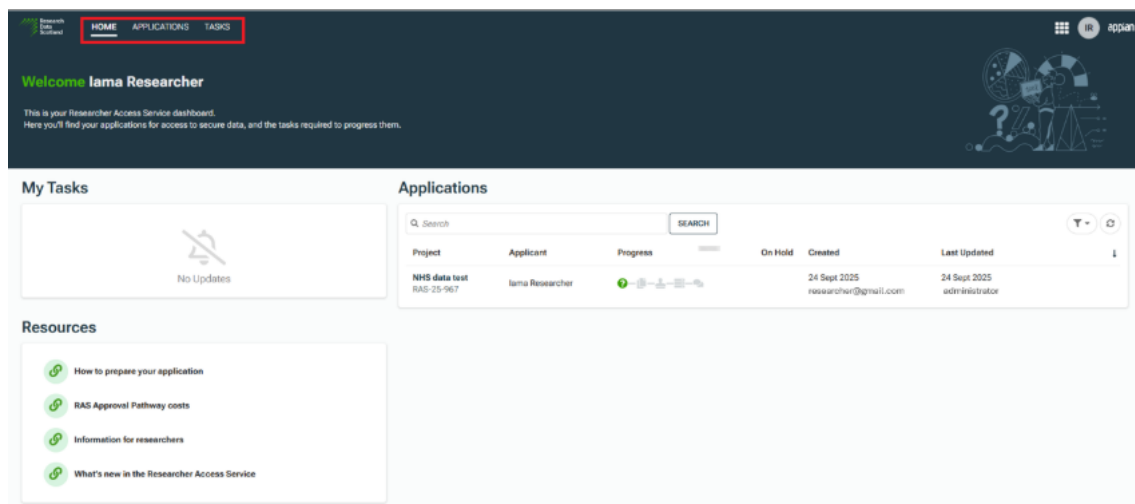 Research
Data
Scotland
HOME APPLICATIONS TASKS
IR appian
Welcome Iama Researcher
This is your Researcher Access Service dashboard.
Here you'll find your applications for access to secure data, and the tasks required to progress them.
My Tasks
No Updates
Applications
Search SEARCH
Project Applicant Progress On Hold Created Last Updated
NHS data test Iama Researcher 24 Sept 2025 24 Sept 2025
RAS-25-967 researcher@gmail.com administrator
Resources
How to prepare your application
RAS Approval Pathway costs
Information for researchers
What's new in the Researcher Access Service